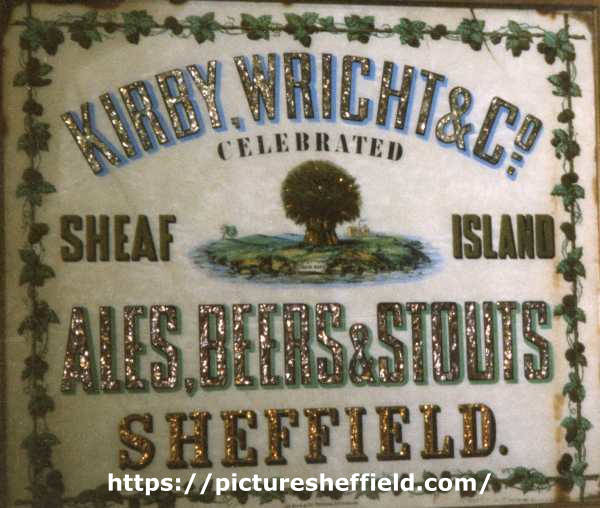 KIRBY, WRIGHT & Co.
CELEBRATED
SHEAF ISLAND
ALES, BEERS & STOUTS
SHEFFIELD.
https://picturesheffield.com/